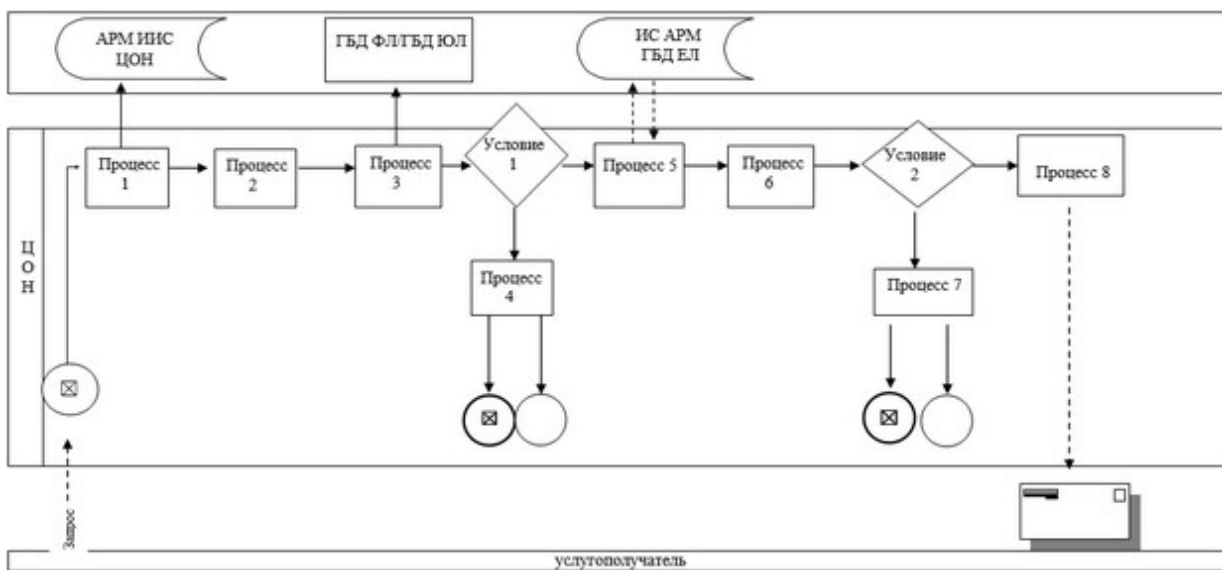 АРМ ИИС
ЦОН
ГБД ФЛ/ГБД ЮЛ
ИС АРМ
ГБД ЕЛ
Процесс
1
Процесс
2
Процесс
3
Условие
1
Процесс 5
Процесс
6
Условие
2
Процесс 8
Ц
О
Н
Процесс
4
Процесс 7
Запрос
услугополучатель